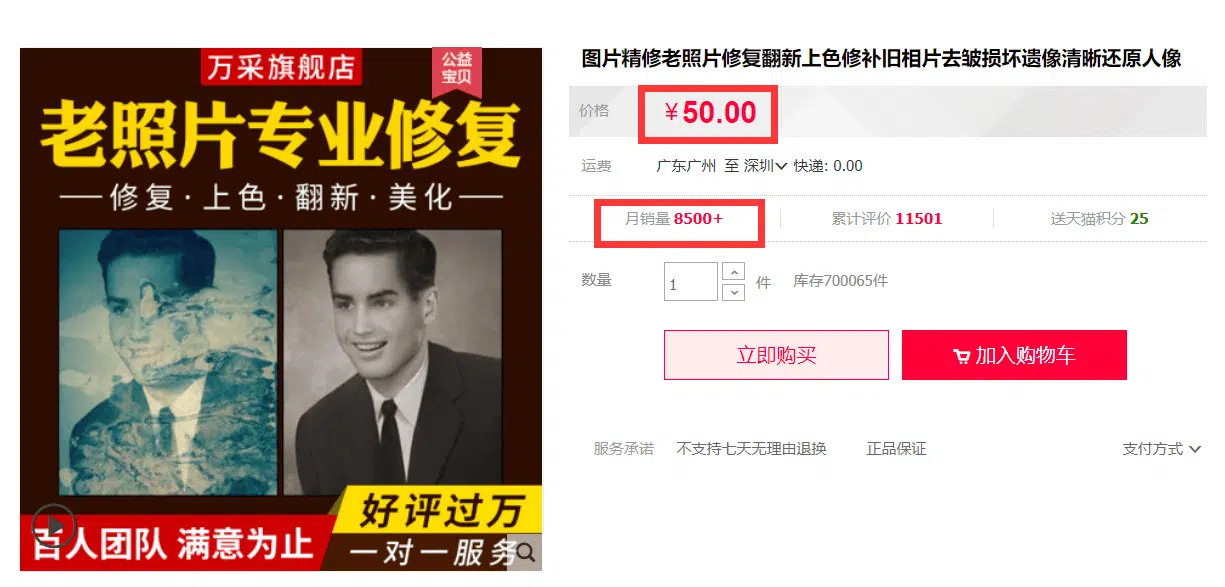 万采旗舰店
公益
宝贝
老照片专业修复
修复·上色·翻新·美化
好评过万
百人团队 满意为止
一对一服务
图片精修老照片修复翻新上色修补旧相片去皱损坏遗像清晰还原人像
价格 ¥50.00
运费 广东广州 至 深圳 快递: 0.00
月销量 8500+ 累计评价 11501 送天猫积分 25
数量 1 件 库存700065件
立即购买 加入购物车
服务承诺 不支持七天无理由退换 正品保证 支付方式